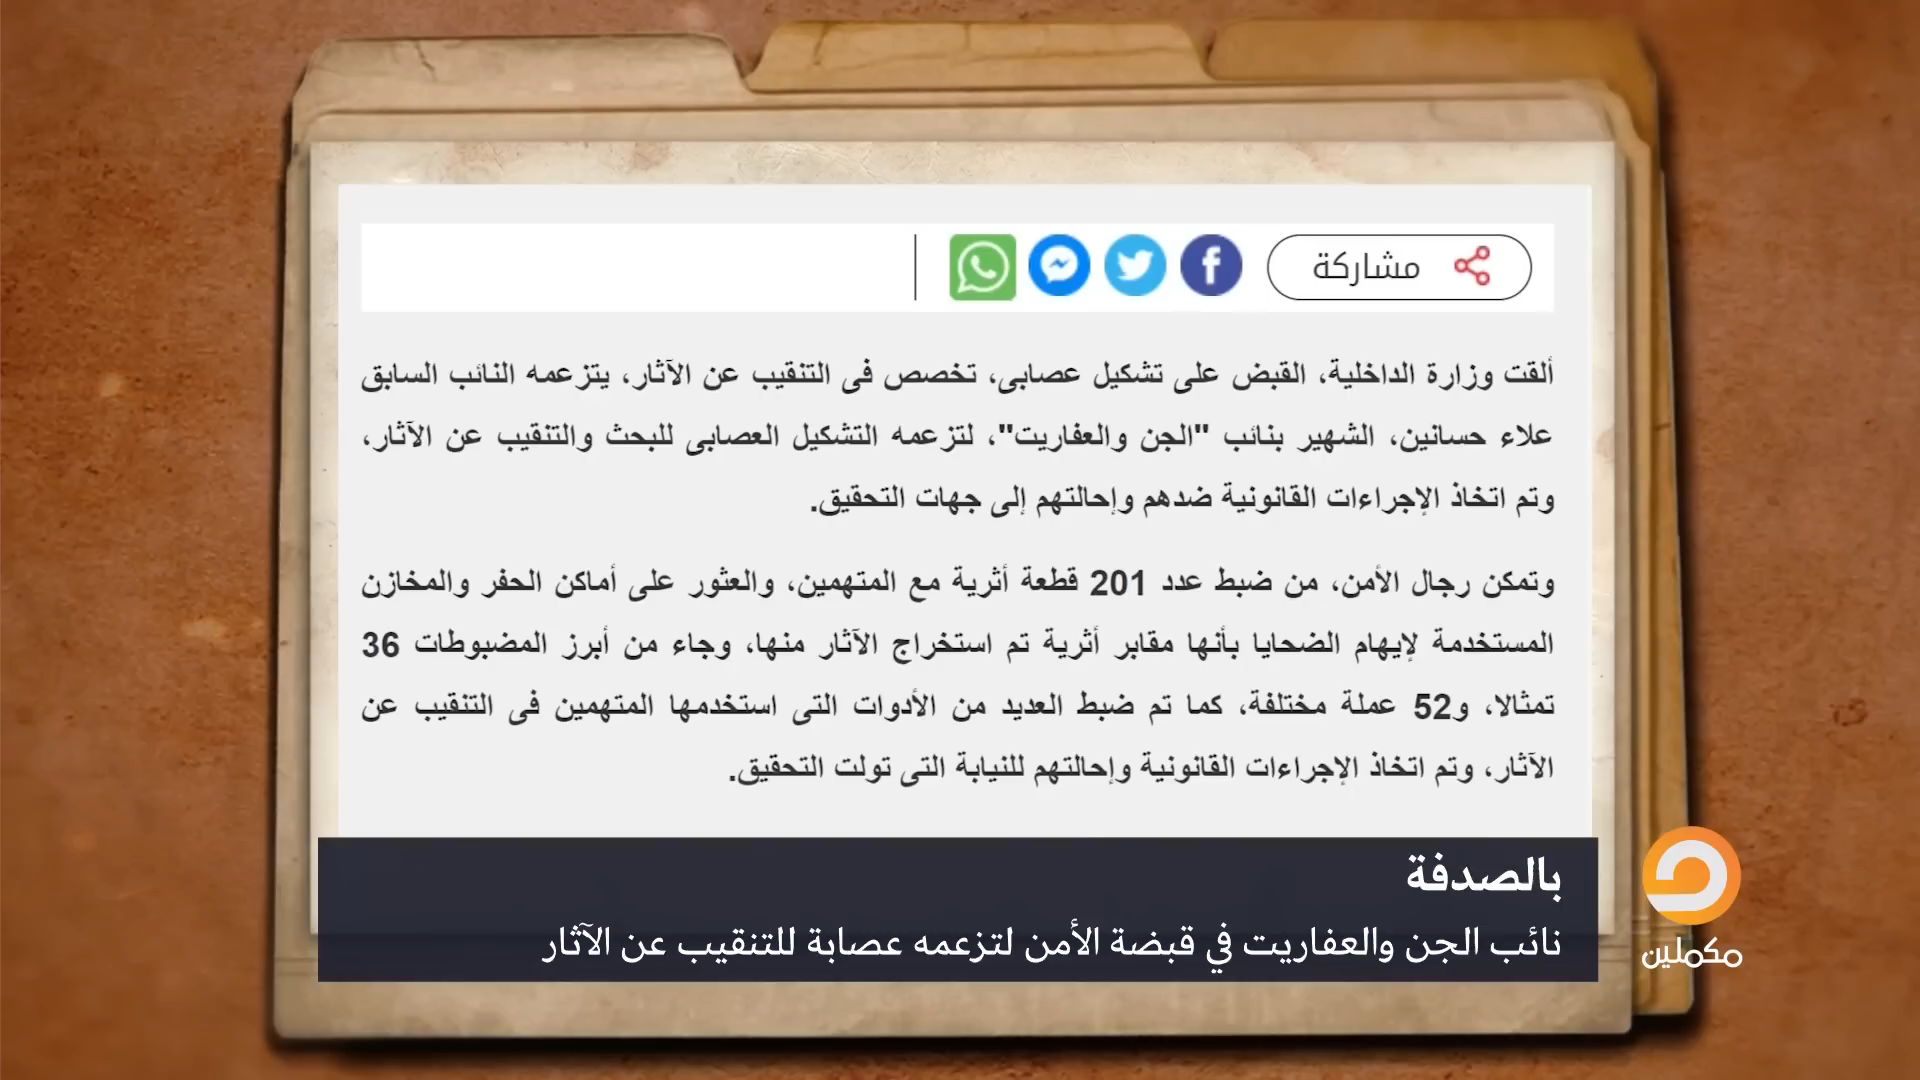 مشاركة
ألقت وزارة الداخلية، القبض على تشكيل عصابى، تخصص فى التنقيب عن الآثار، يتزعمه النائب السابق
علاء حسانين، الشهير بنائب "الجن والعفاريت"، لتزعمه التشكيل العصابى للبحث والتنقيب عن الآثار،
وتم اتخاذ الإجراءات القانونية ضدهم وإحالتهم إلى جهات التحقيق.
وتمكن رجال الأمن، من ضبط عدد 201 قطعة أثرية مع المتهمين، والعثور على أماكن الحفر والمخازن
المستخدمة لإيهام الضحايا بأنها مقابر أثرية تم استخراج الآثار منها، وجاء من أبرز المضبوطات 36
تمثالا، و52 عملة مختلفة، كما تم ضبط العديد من الأدوات التى استخدمها المتهمين فى التنقيب عن
الآثار، وتم اتخاذ الإجراءات القانونية وإحالتهم للنيابة التى تولت التحقيق.
بالصدفة
نائب الجن والعفاريت في قبضة الأمن لتزعمه عصابة للتنقيب عن الآثار
مكملين